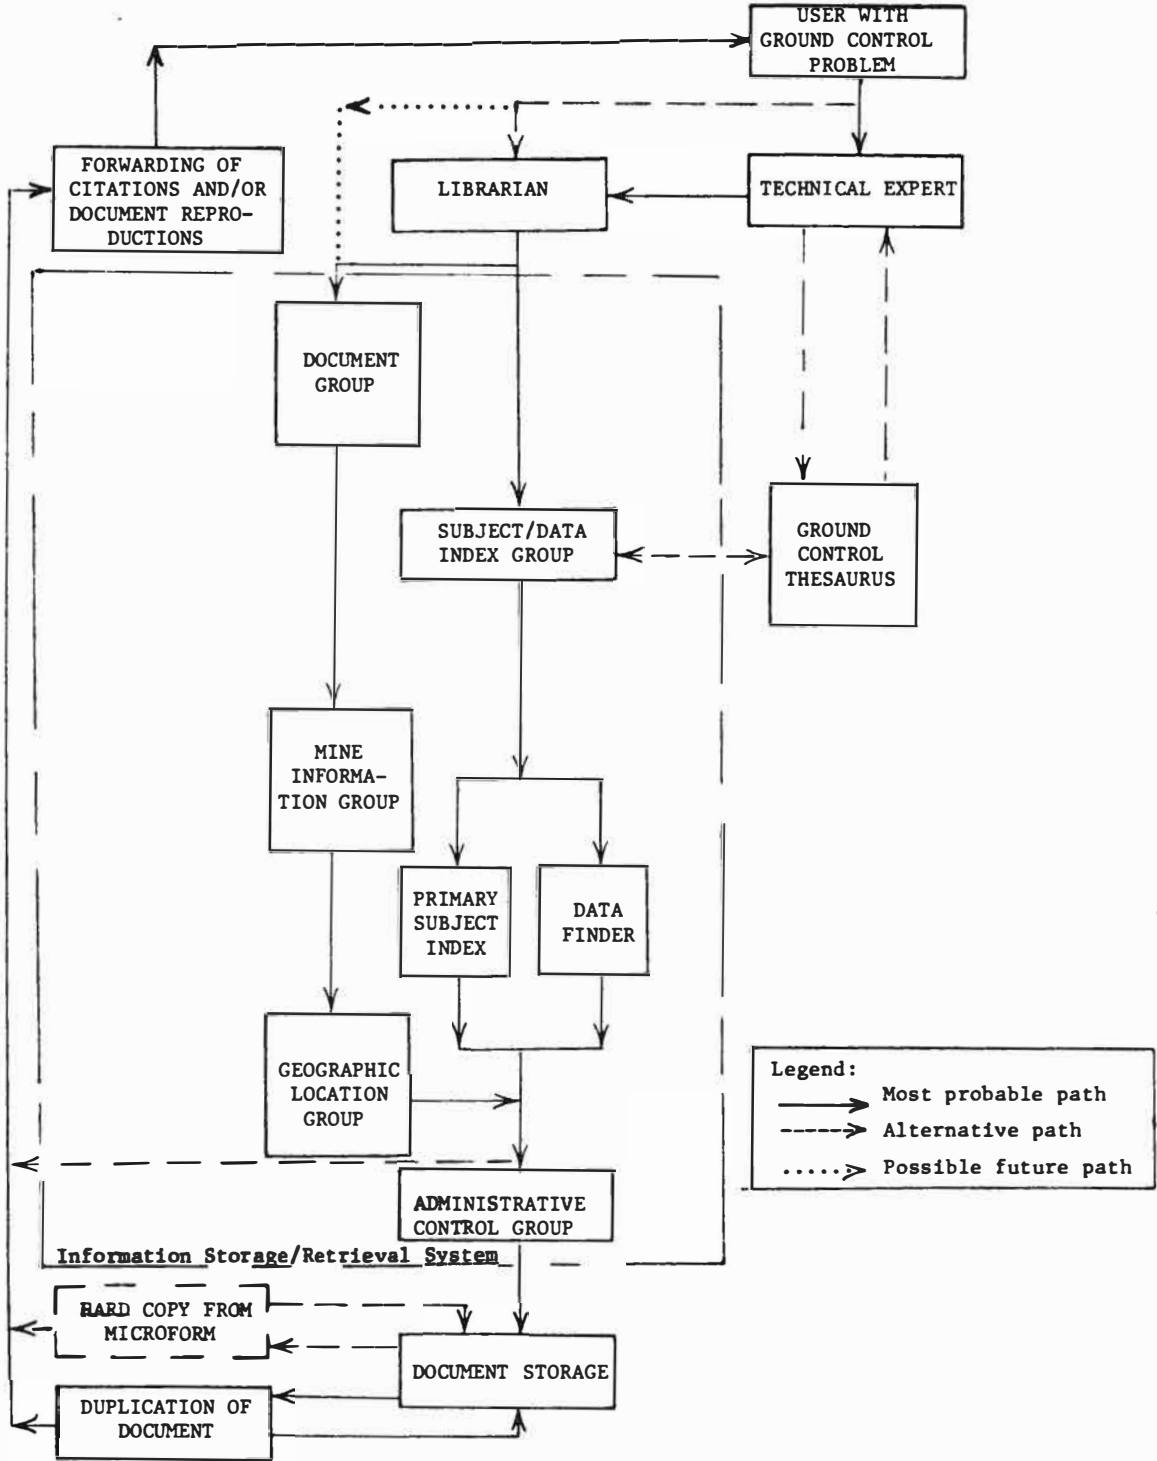 USER WITH
GROUND CONTROL
PROBLEM
FORWARDING OF
CITATIONS AND/OR
DOCUMENT REPRO-
DUCTIONS
LIBRARIAN
TECHNICAL EXPERT
DOCUMENT
GROUP
SUBJECT/DATA
INDEX GROUP
GROUND
CONTROL
THESAURUS
MINE
INFORMA-
TION GROUP
PRIMARY
SUBJECT
INDEX
DATA
FINDER
GEOGRAPHIC
LOCATION
GROUP
Legend:
Most probable path
Alternative path
Possible future path
ADMINISTRATIVE
CONTROL GROUP
Information Storage/Retrieval System
HARD COPY FROM
MICROFORM
DOCUMENT STORAGE
DUPLICATION OF
DOCUMENT